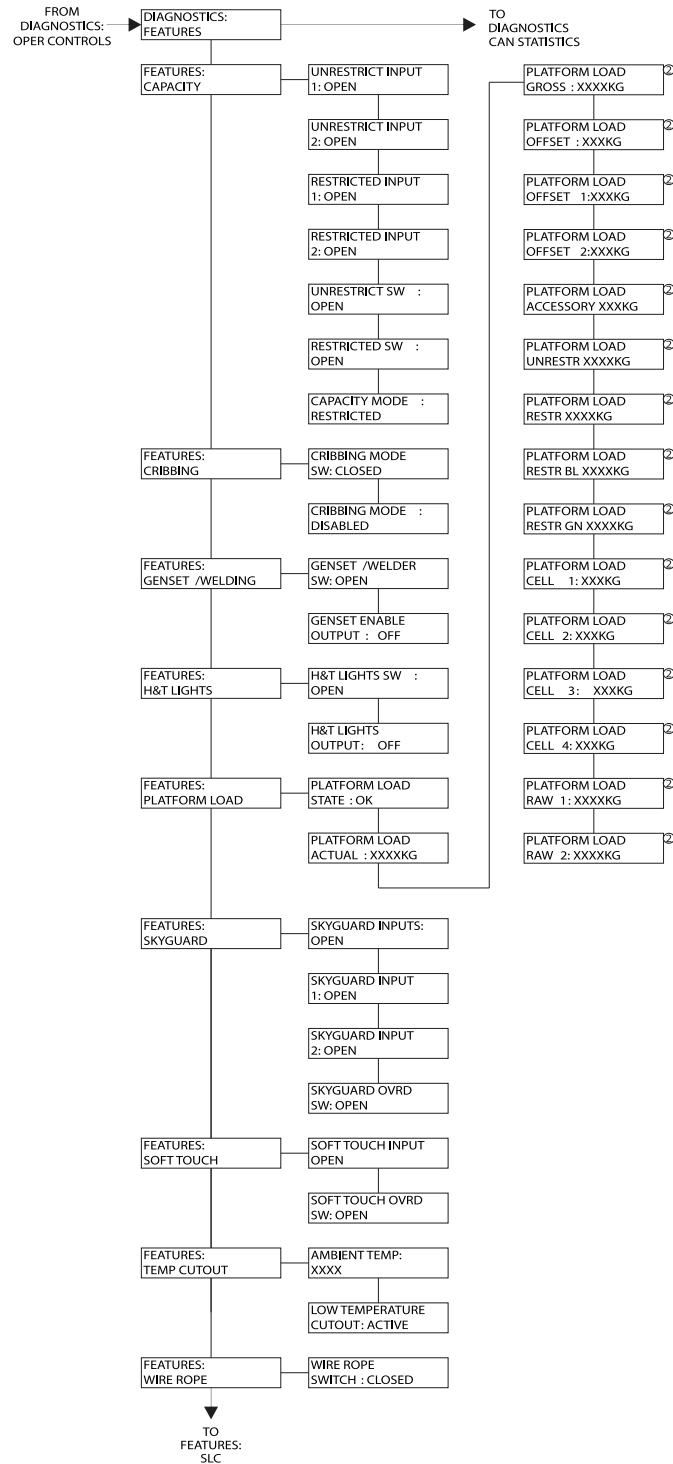 FROM
DIAGNOSTICS:
OPER CONTROLS
DIAGNOSTICS:
FEATURES
TO
DIAGNOSTICS
CAN STATISTICS
FEATURES:
CAPACITY
UNRESTRICT INPUT
1: OPEN
UNRESTRICT INPUT
2: OPEN
RESTRICTED INPUT
1: OPEN
RESTRICTED INPUT
2: OPEN
UNRESTRICT SW :
OPEN
RESTRICTED SW :
OPEN
CAPACITY MODE :
RESTRICTED
FEATURES:
CRIBBING
CRIBBING MODE
SW: CLOSED
CRIBBING MODE :
DISABLED
FEATURES:
GENSET /WELDING
GENSET /WELDER
SW: OPEN
GENSET ENABLE
OUTPUT : OFF
FEATURES:
H&T LIGHTS
H&T LIGHTS SW :
OPEN
H&T LIGHTS
OUTPUT: OFF
FEATURES:
PLATFORM LOAD
PLATFORM LOAD
STATE : OK
PLATFORM LOAD
ACTUAL : XXXXKG
PLATFORM LOAD ②
GROSS : XXXXKG
PLATFORM LOAD ②
OFFSET : XXXKG
PLATFORM LOAD ②
OFFSET 1:XXXKG
PLATFORM LOAD ②
OFFSET 2:XXXKG
PLATFORM LOAD ②
ACCESSORY XXXKG
PLATFORM LOAD ②
UNRESTR XXXXKG
PLATFORM LOAD ②
RESTR XXXXKG
PLATFORM LOAD ②
RESTR BL XXXXKG
PLATFORM LOAD ②
RESTR GN XXXXKG
PLATFORM LOAD ②
CELL 1: XXXKG
PLATFORM LOAD ②
CELL 2: XXXKG
PLATFORM LOAD ②
CELL 3: XXXKG
PLATFORM LOAD ②
CELL 4: XXXKG
PLATFORM LOAD ②
RAW 1: XXXXKG
PLATFORM LOAD ②
RAW 2: XXXXKG
FEATURES:
SKYGUARD
SKYGUARD INPUTS:
OPEN
SKYGUARD INPUT
1: OPEN
SKYGUARD INPUT
2: OPEN
SKYGUARD OVRD
SW: OPEN
FEATURES:
SOFT TOUCH
SOFT TOUCH INPUT
OPEN
SOFT TOUCH OVRD
SW: OPEN
FEATURES:
TEMP CUTOUT
AMBIENT TEMP:
XXXX
LOW TEMPERATURE
CUTOUT: ACTIVE
FEATURES:
WIRE ROPE
WIRE ROPE
SWITCH : CLOSED
TO
FEATURES:
SLC